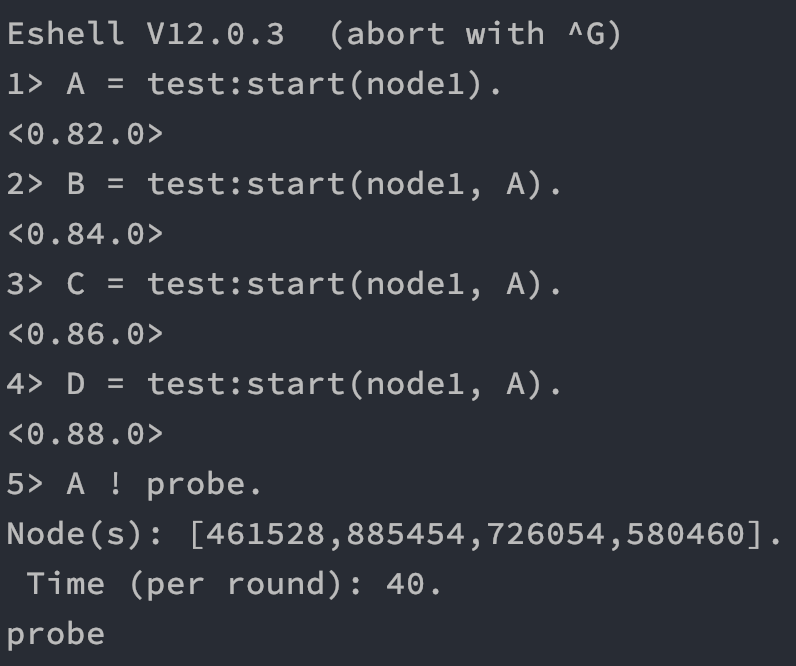 Eshell V12.0.3  (abort with ^G)
1> A = test:start(node1).
<0.82.0>
2> B = test:start(node1, A).
<0.84.0>
3> C = test:start(node1, A).
<0.86.0>
4> D = test:start(node1, A).
<0.88.0>
5> A ! probe.
Node(s): [461528,885454,726054,580460].
 Time (per round): 40.
probe